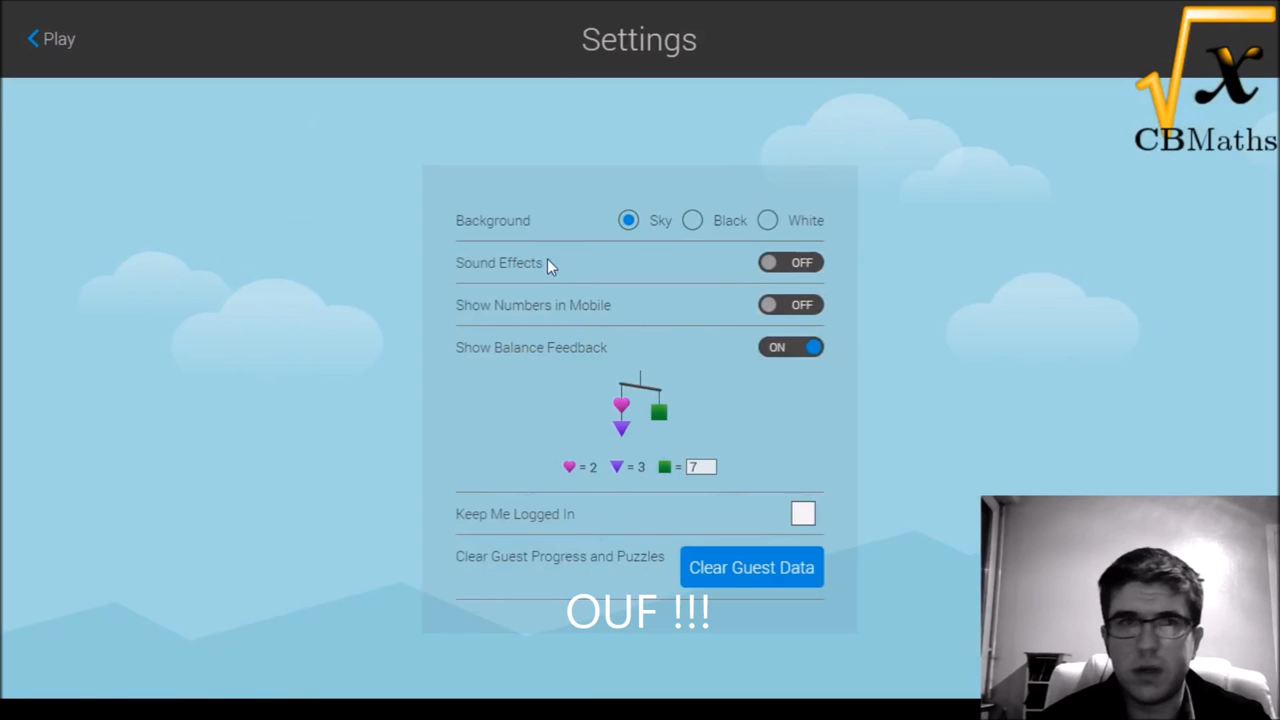 Play
Settings
x
CBMaths
Background Sky Black White
Sound Effects OFF
Show Numbers in Mobile OFF
Show Balance Feedback ON
= 2 = 3 = 7
Keep Me Logged In
Clear Guest Progress and Puzzles Clear Guest Data
OUF !!!